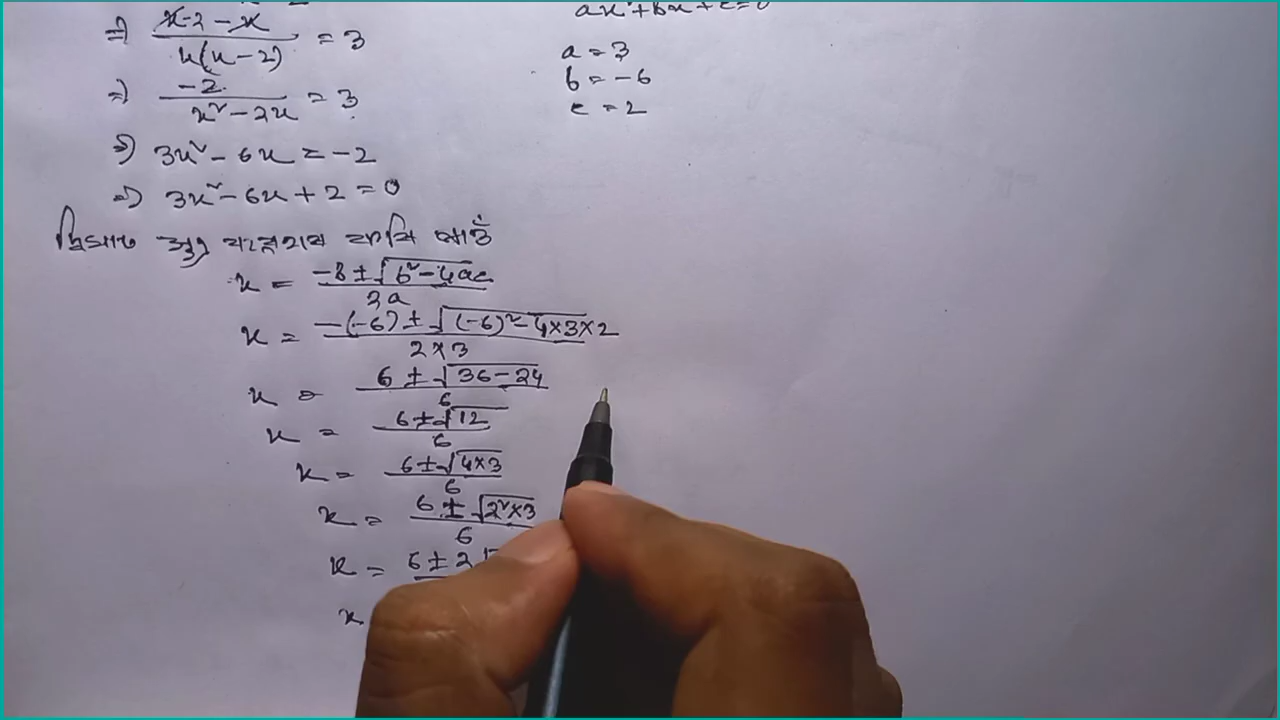 ⇒ x-2-x / x(x-2) = 3
⇒ -2 / x²-2x = 3
⇒ 3x²-6x = -2
⇒ 3x²-6x+2 = 0
ax²+bx+c=0
a = 3
b = -6
c = 2
x = -b ± √b²-4ac / 2a
x = -(-6) ± √(-6)²-4×3×2 / 2×3
x = 6 ± √36-24 / 6
x = 6 ± √12 / 6
x = 6 ± √4×3 / 6
x = 6 ± √2²×3 / 6
x = 6 ± 2√
x